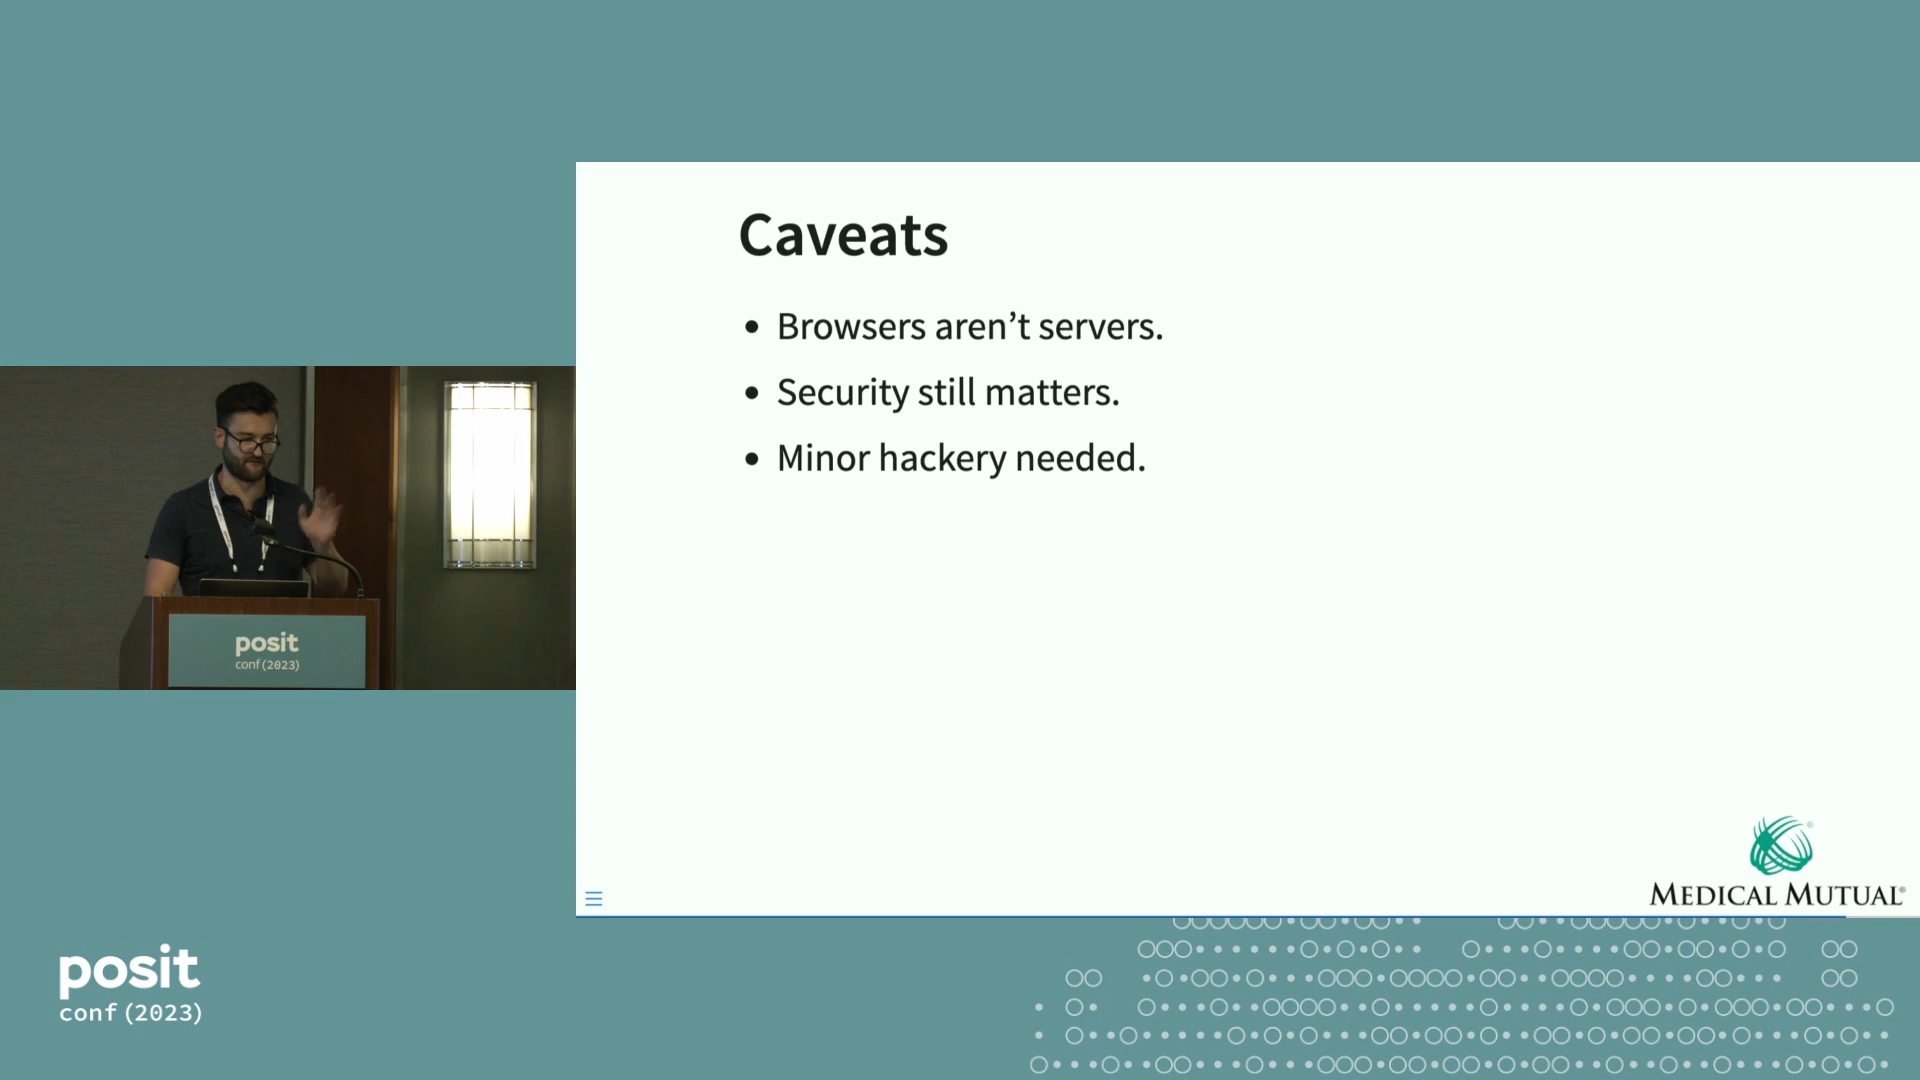 Caveats
Browsers aren’t servers.
Security still matters.
Minor hackery needed.
posit
conf(2023)
MEDICAL MUTUAL®
posit
conf(2023)